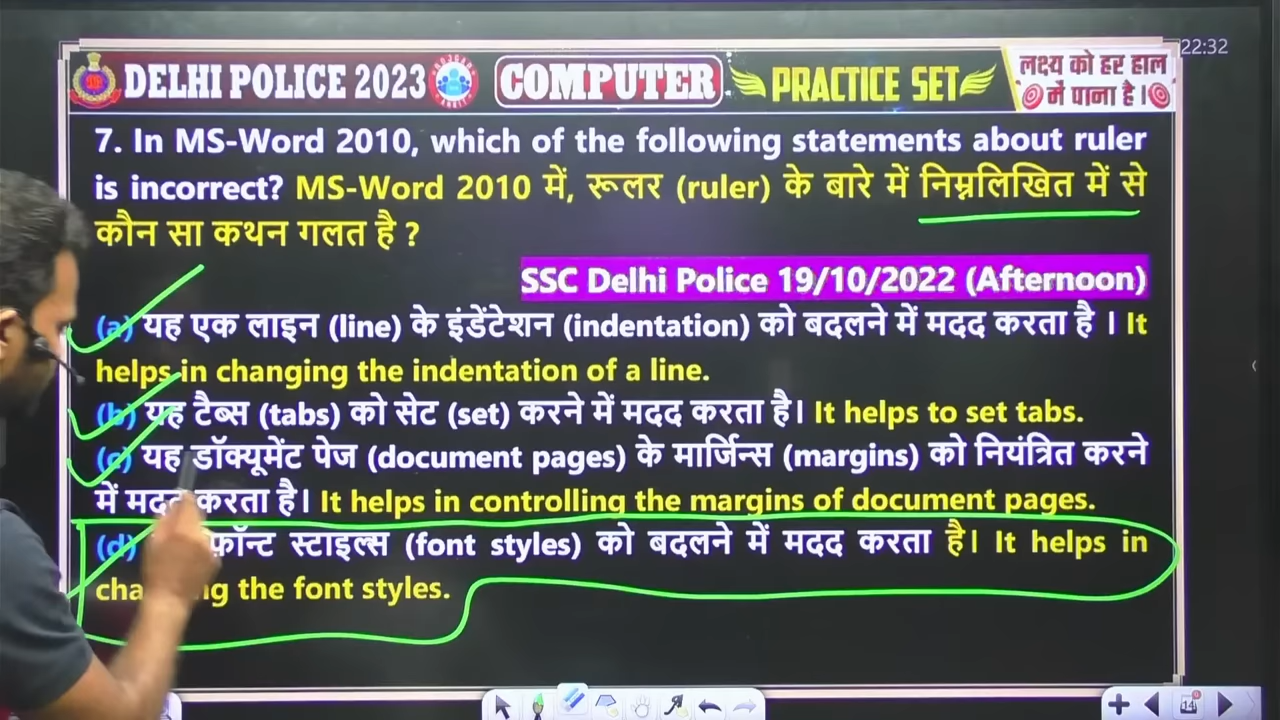 22:32
DELHI POLICE 2023 COMPUTER PRACTICE SET
लक्ष्य को हर हाल
में पाना है।
7. In MS-Word 2010, which of the following statements about ruler
is incorrect? MS-Word 2010 में, रूलर (ruler) के बारे में निम्नलिखित में से
कौन सा कथन गलत है ?
SSC Delhi Police 19/10/2022 (Afternoon)
(a) यह एक लाइन (line) के इंडेंटेशन (indentation) को बदलने में मदद करता है । It
helps in changing the indentation of a line.
(b) यह टैब्स (tabs) को सेट (set) करने में मदद करता है। It helps to set tabs.
(c) यह डॉक्यूमेंट पेज (document pages) के मार्जिन्स (margins) को नियंत्रित करने
में मदद करता है। It helps in controlling the margins of document pages.
(d) फ़ॉन्ट स्टाइल्स (font styles) को बदलने में मदद करता है। It helps in
the font styles.
14